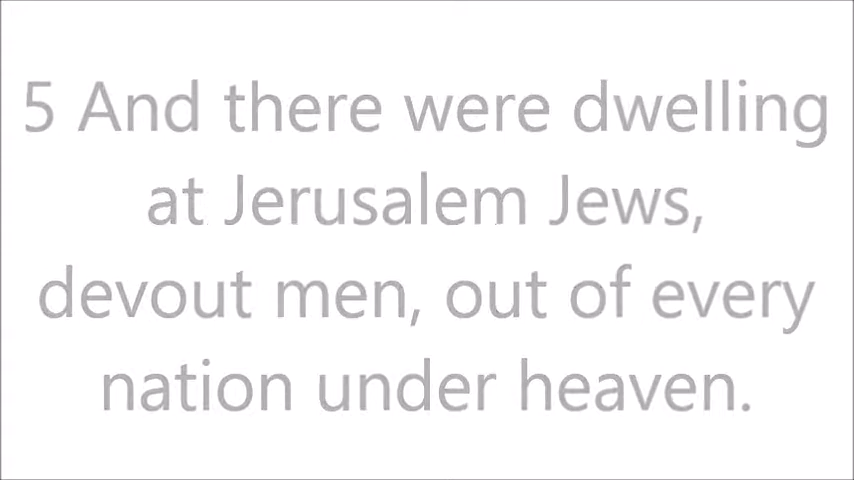 5 And there were dwelling
at Jerusalem Jews,
devout men, out of every
nation under heaven.